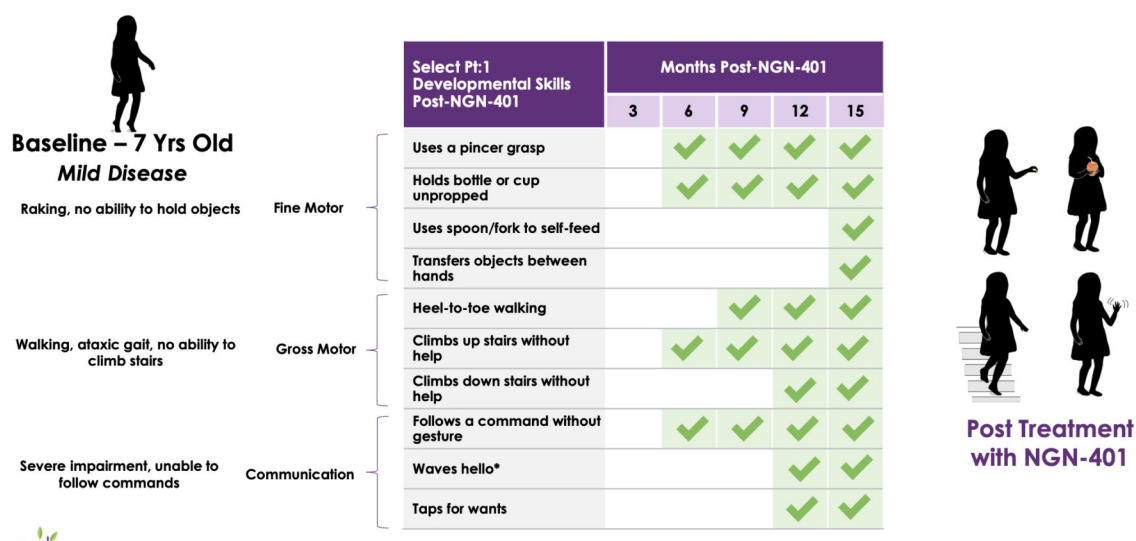 Baseline – 7 Yrs Old
Mild Disease
Select Pt:1
Developmental Skills
Post-NGN-401
Months Post-NGN-401
3 6 9 12 15
Raking, no ability to hold objects
Fine Motor
Uses a pincer grasp
Holds bottle or cup
unpropped
Uses spoon/fork to self-feed
Transfers objects between
hands
Walking, ataxic gait, no ability to
climb stairs
Gross Motor
Heel-to-toe walking
Climbs up stairs without
help
Climbs down stairs without
help
Severe impairment, unable to
follow commands
Communication
Follows a command without
gesture
Waves hello*
Taps for wants
Post Treatment
with NGN-401